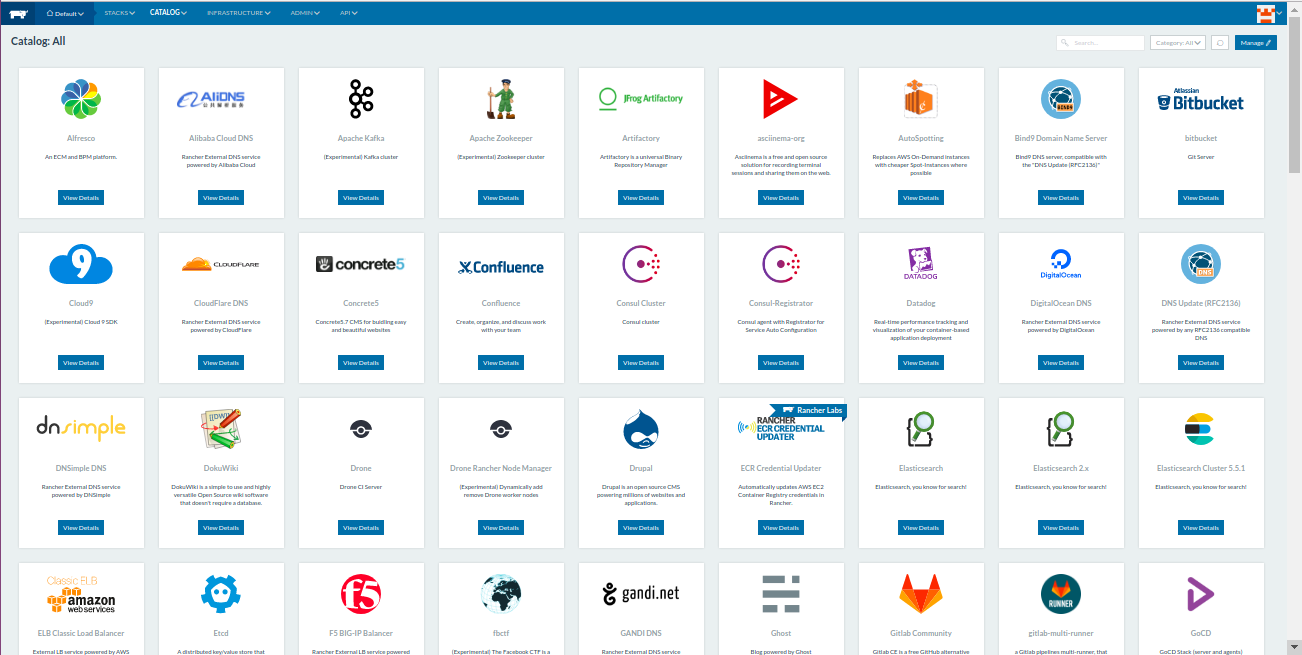 Default STACKS CATALOG INFRASTRUCTURE ADMIN API
Catalog: All
Search... Category: All Manage
ALIDNS JFrog Artifactory BIND9 Atlassian
公共解析服务 Bitbucket
Alfresco Alibaba Cloud DNS Apache Kafka Apache Zookeeper Artifactory asciinema-org AutoSpotting Bind9 Domain Name Server bitbucket
An ECM and BPM platform. Rancher External DNS service (Experimental) Kafka cluster (Experimental) Zookeeper cluster Artifactory is a universal Binary Asciinema is a free and open source Replaces AWS On-Demand instances Bind9 DNS server, compatible with Git Server
powered by Alibaba Cloud Repository Manager solution for recording terminal with cheaper Spot-Instances where the "DNS Update (RFC2136)"
sessions and sharing them on the web. possible
View Details View Details View Details View Details View Details View Details View Details View Details View Details
9 CLOUDFLARE concrete5 Confluence DATADOG DigitalOcean DNS
Cloud9 CloudFlare DNS Concrete5 Confluence Consul Cluster Consul-Registrator Datadog DigitalOcean DNS DNS Update (RFC2136)
(Experimental) Cloud 9 SDK Rancher External DNS service Concrete5.7 CMS for buidling easy Create, organize, and discuss work Consul cluster Consul agent with Registrator for Real-time performance tracking and Rancher External DNS service Rancher External DNS service
powered by CloudFlare and beautiful websites with your team Service Auto Configuration visualization of your container-based powered by DigitalOcean powered by any RFC2136 compatible
application deployment DNS
View Details View Details View Details View Details View Details View Details View Details View Details View Details
Rancher Labs
dnsimple [[DW]] RANCHER
ECR CREDENTIAL
UPDATER
DNSimple DNS DokuWiki Drone Drone Rancher Node Manager Drupal ECR Credential Updater Elasticsearch Elasticsearch 2.x Elasticsearch Cluster 5.5.1
Rancher External DNS service DokuWiki is a simple to use and highly Drone CI Server (Experimental) Dynamically add Drupal is an open source CMS Automatically updates AWS EC2 Elasticsearch, you know for search! Elasticsearch, you know for search! Elasticsearch, you know for search!
powered by DNSimple versatile Open Source wiki software remove Drone worker nodes powering millions of websites and Container Registry credentials in
that doesn't require a database. applications. Rancher.
View Details View Details View Details View Details View Details View Details View Details View Details View Details
Classic ELB
amazon f5 gandi.net RUNNER
webservices
ELB Classic Load Balancer Etcd F5 BIG-IP Balancer fbctf GANDI DNS Ghost Gitlab Community gitlab-multi-runner GoCD
External LB service powered by AWS A distributed key/value store that Rancher External LB service powered (Experimental) The Facebook CTF is a Rancher External DNS service Blog powered by Ghost Gitlab CE is a free GitHub alternative a Gitlab pipelines multi-runner, that GoCD Stack (server and agents)